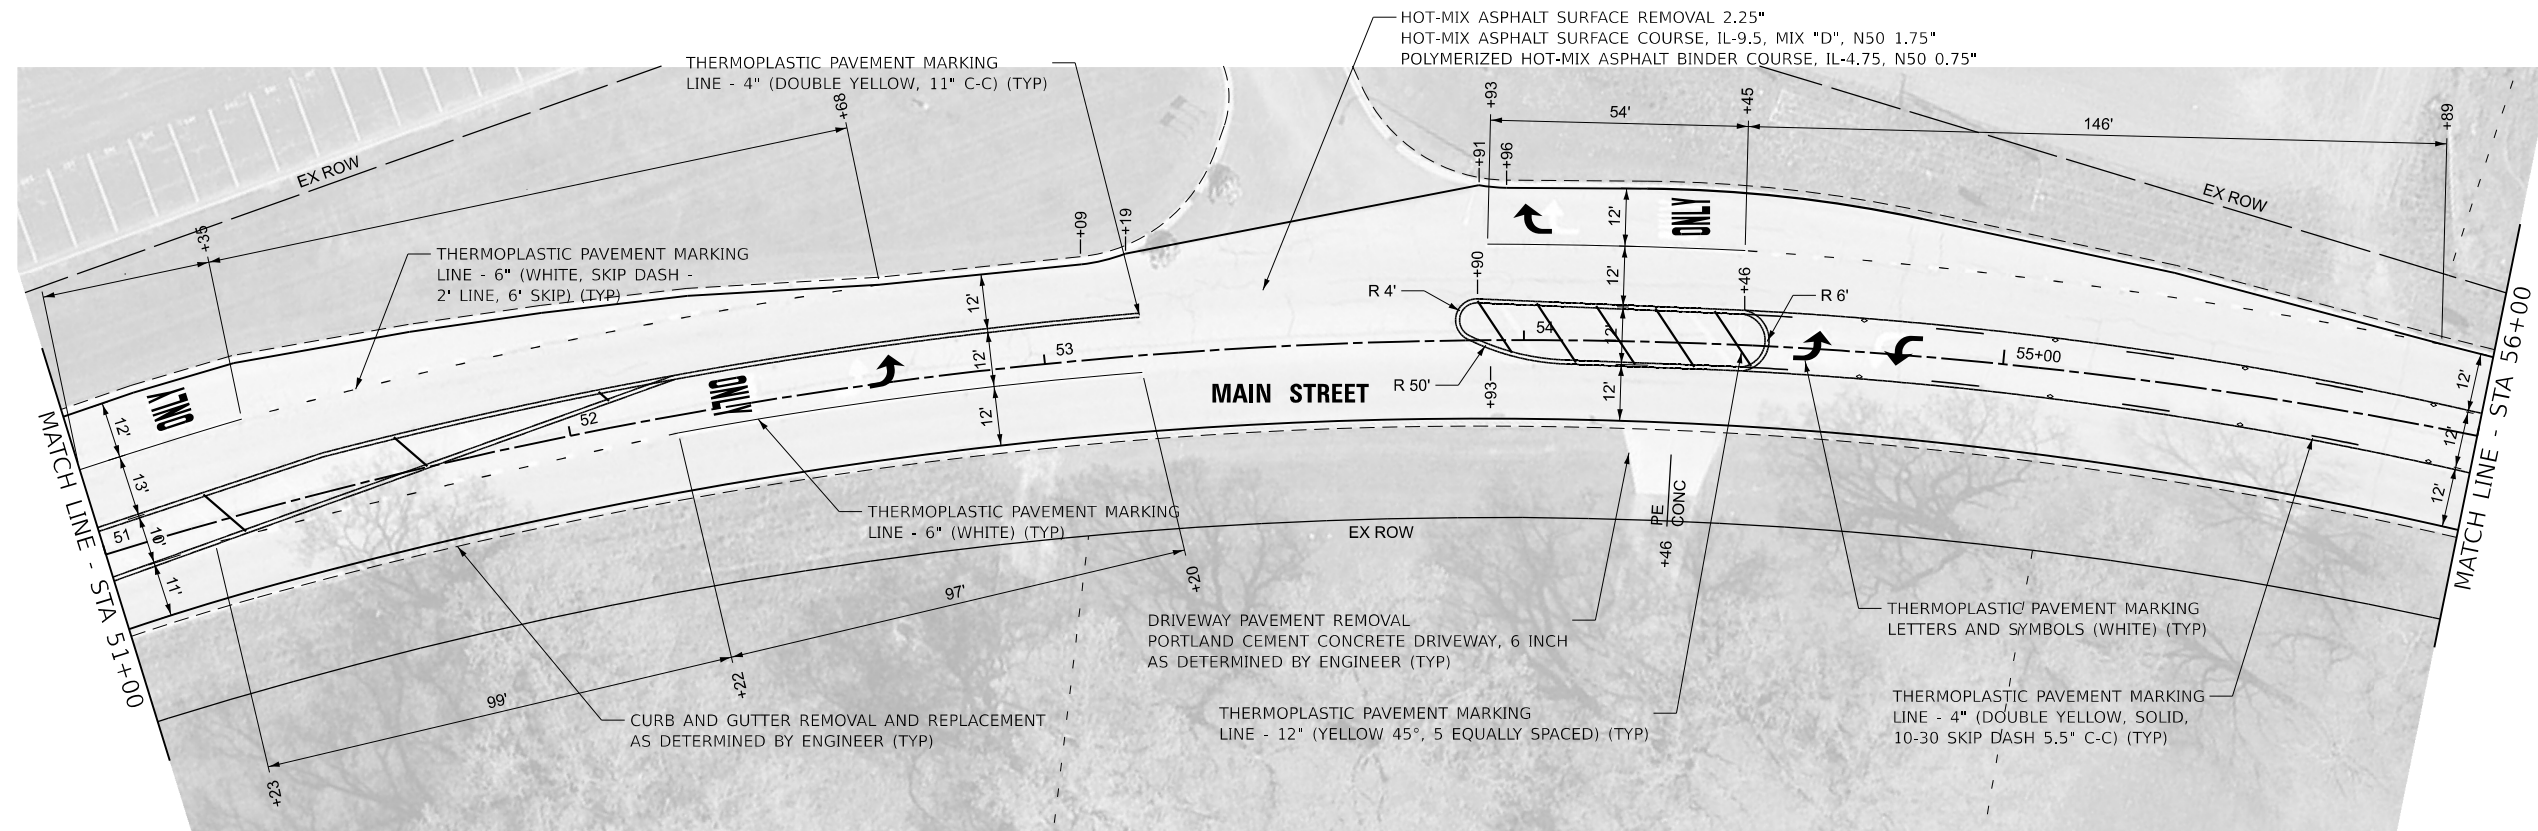 HOT-MIX ASPHALT SURFACE REMOVAL 2.25"
HOT-MIX ASPHALT SURFACE COURSE, IL-9.5, MIX "D", N50 1.75"
POLYMERIZED HOT-MIX ASPHALT BINDER COURSE, IL-4.75, N50 0.75"
THERMOPLASTIC PAVEMENT MARKING
LINE - 4" (DOUBLE YELLOW, 11" C-C) (TYP)
+68
+93
54'
+45
146'
+89
EX ROW
+91
+96
EX ROW
+35
+09
+19
12'
ONLY
THERMOPLASTIC PAVEMENT MARKING
LINE - 6" (WHITE, SKIP DASH -
2' LINE, 6' SKIP) (TYP)
+90
12'
+46
R 4'
R 6'
12'
54
12'
53
12'
55+00
MATCH LINE - STA 56+00
R 50'
+93
12'
MAIN STREET
12'
12'
12'
12'
ONLY
ONLY
52
12'
13'
10'
11'
51
MATCH LINE - STA 51+00
THERMOPLASTIC PAVEMENT MARKING
LINE - 6" (WHITE) (TYP)
EX ROW
PE
CONC
+46
+20
97'
DRIVEWAY PAVEMENT REMOVAL
PORTLAND CEMENT CONCRETE DRIVEWAY, 6 INCH
AS DETERMINED BY ENGINEER (TYP)
THERMOPLASTIC PAVEMENT MARKING
LETTERS AND SYMBOLS (WHITE) (TYP)
+22
99'
+23
CURB AND GUTTER REMOVAL AND REPLACEMENT
AS DETERMINED BY ENGINEER (TYP)
THERMOPLASTIC PAVEMENT MARKING
LINE - 12" (YELLOW 45°, 5 EQUALLY SPACED) (TYP)
THERMOPLASTIC PAVEMENT MARKING
LINE - 4" (DOUBLE YELLOW, SOLID,
10-30 SKIP DASH 5.5" C-C) (TYP)